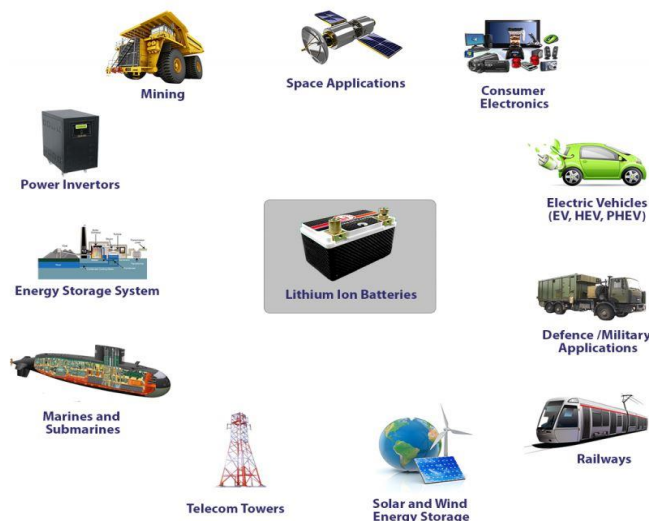 Mining
Space Applications
Consumer
Electronics
Power Invertors
Electric Vehicles
(EV, HEV, PHEV)
Energy Storage System
Lithium Ion Batteries
Defence /Military
Applications
Marines and
Submarines
Telecom Towers
Solar and Wind
Energy Storage
Railways